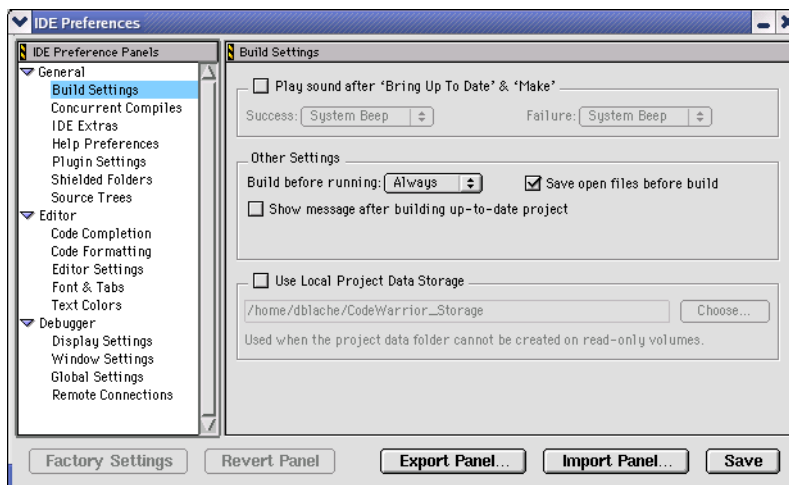 IDE Preferences
IDE Preference Panels
General
Build Settings
Concurrent Compiles
IDE Extras
Help Preferences
Plugin Settings
Shielded Folders
Source Trees
Editor
Code Completion
Code Formatting
Editor Settings
Font & Tabs
Text Colors
Debugger
Display Settings
Window Settings
Global Settings
Remote Connections
Build Settings
Play sound after ‘Bring Up To Date’ & ‘Make’
Success: System Beep Failure: System Beep
Other Settings
Build before running: Always Save open files before build
Show message after building up-to-date project
Use Local Project Data Storage
/home/dblache/CodeWarrior_Storage Choose...
Used when the project data folder cannot be created on read-only volumes.
Factory Settings Revert Panel Export Panel... Import Panel... Save